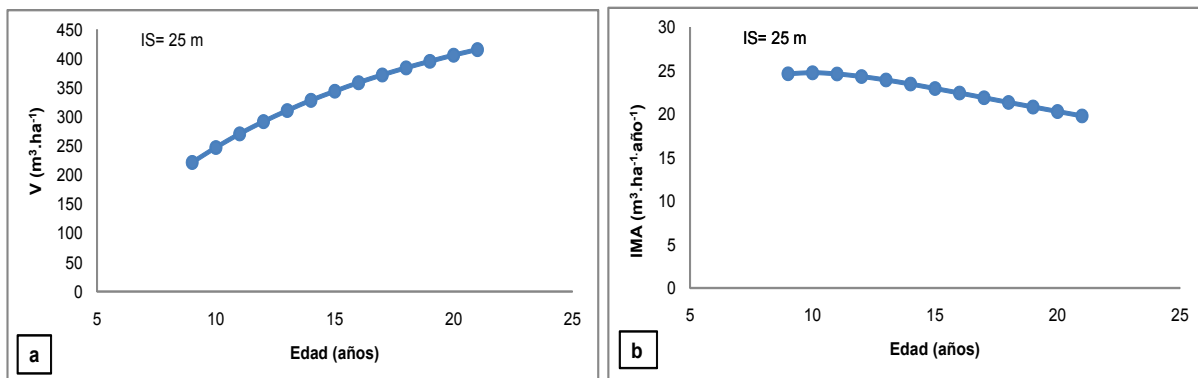 IS= 25 m
V (m³.ha⁻¹)
450
400
350
300
250
200
150
100
50
0
5 10 15 20 25
Edad (años)
a
IS= 25 m
IMA (m³.ha⁻¹·año⁻¹)
30
25
20
15
10
5
0
5 10 15 20 25
Edad (años)
b